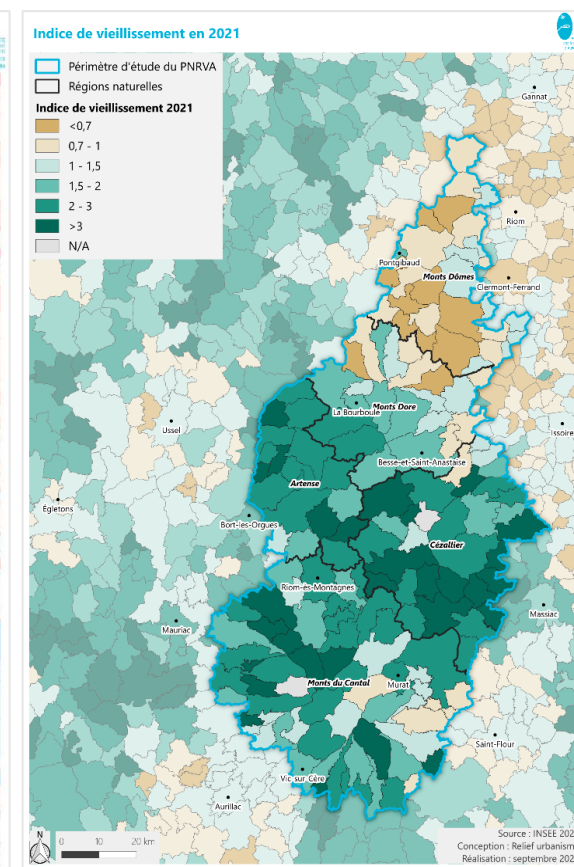 Indice de vieillissement en 2021
Périmètre d'étude du PNRVA
Régions naturelles
Indice de vieillissement 2021
<0,7
0,7 - 1
1 - 1,5
1,5 - 2
2 - 3
>3
N/A
Gannat
Riom
Pontgibaud
Monts Dômes
Clermont-Ferrand
La Bourboule
Monts Dore
Ussel
Issoire
Besse-et-Saint-Anastaise
Artense
Égletons
Bort-les-Orgues
Cézallier
Riom-ès-Montagnes
Massiac
Mauriac
Monts du Cantal
Murat
Saint-Flour
Vic-sur-Cère
Aurillac
N
0 10 20 km
Source : INSEE 202
Conception : Relief urbanism
Réalisation : septembre 202